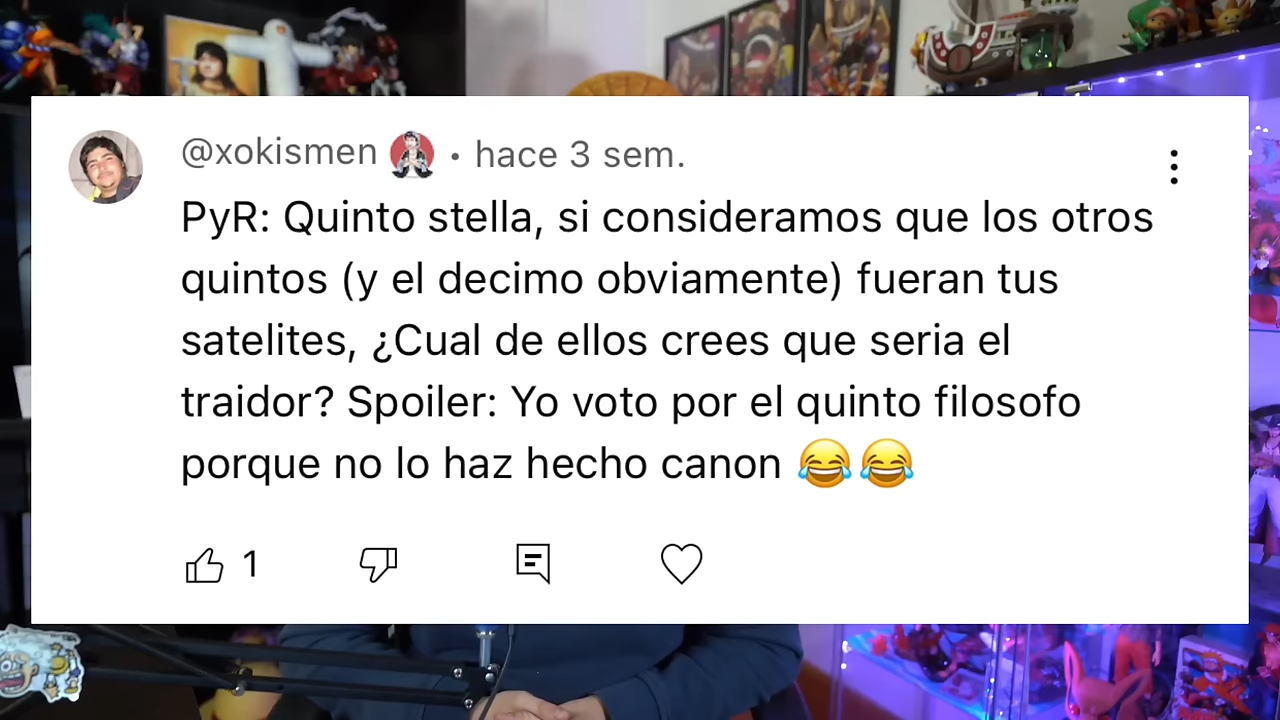 @xokismen • hace 3 sem.
PyR: Quinto stella, si consideramos que los otros
quintos (y el decimo obviamente) fueran tus
satelites, ¿Cual de ellos crees que seria el
traidor? Spoiler: Yo voto por el quinto filosofo
porque no lo haz hecho canon 😂😂
1